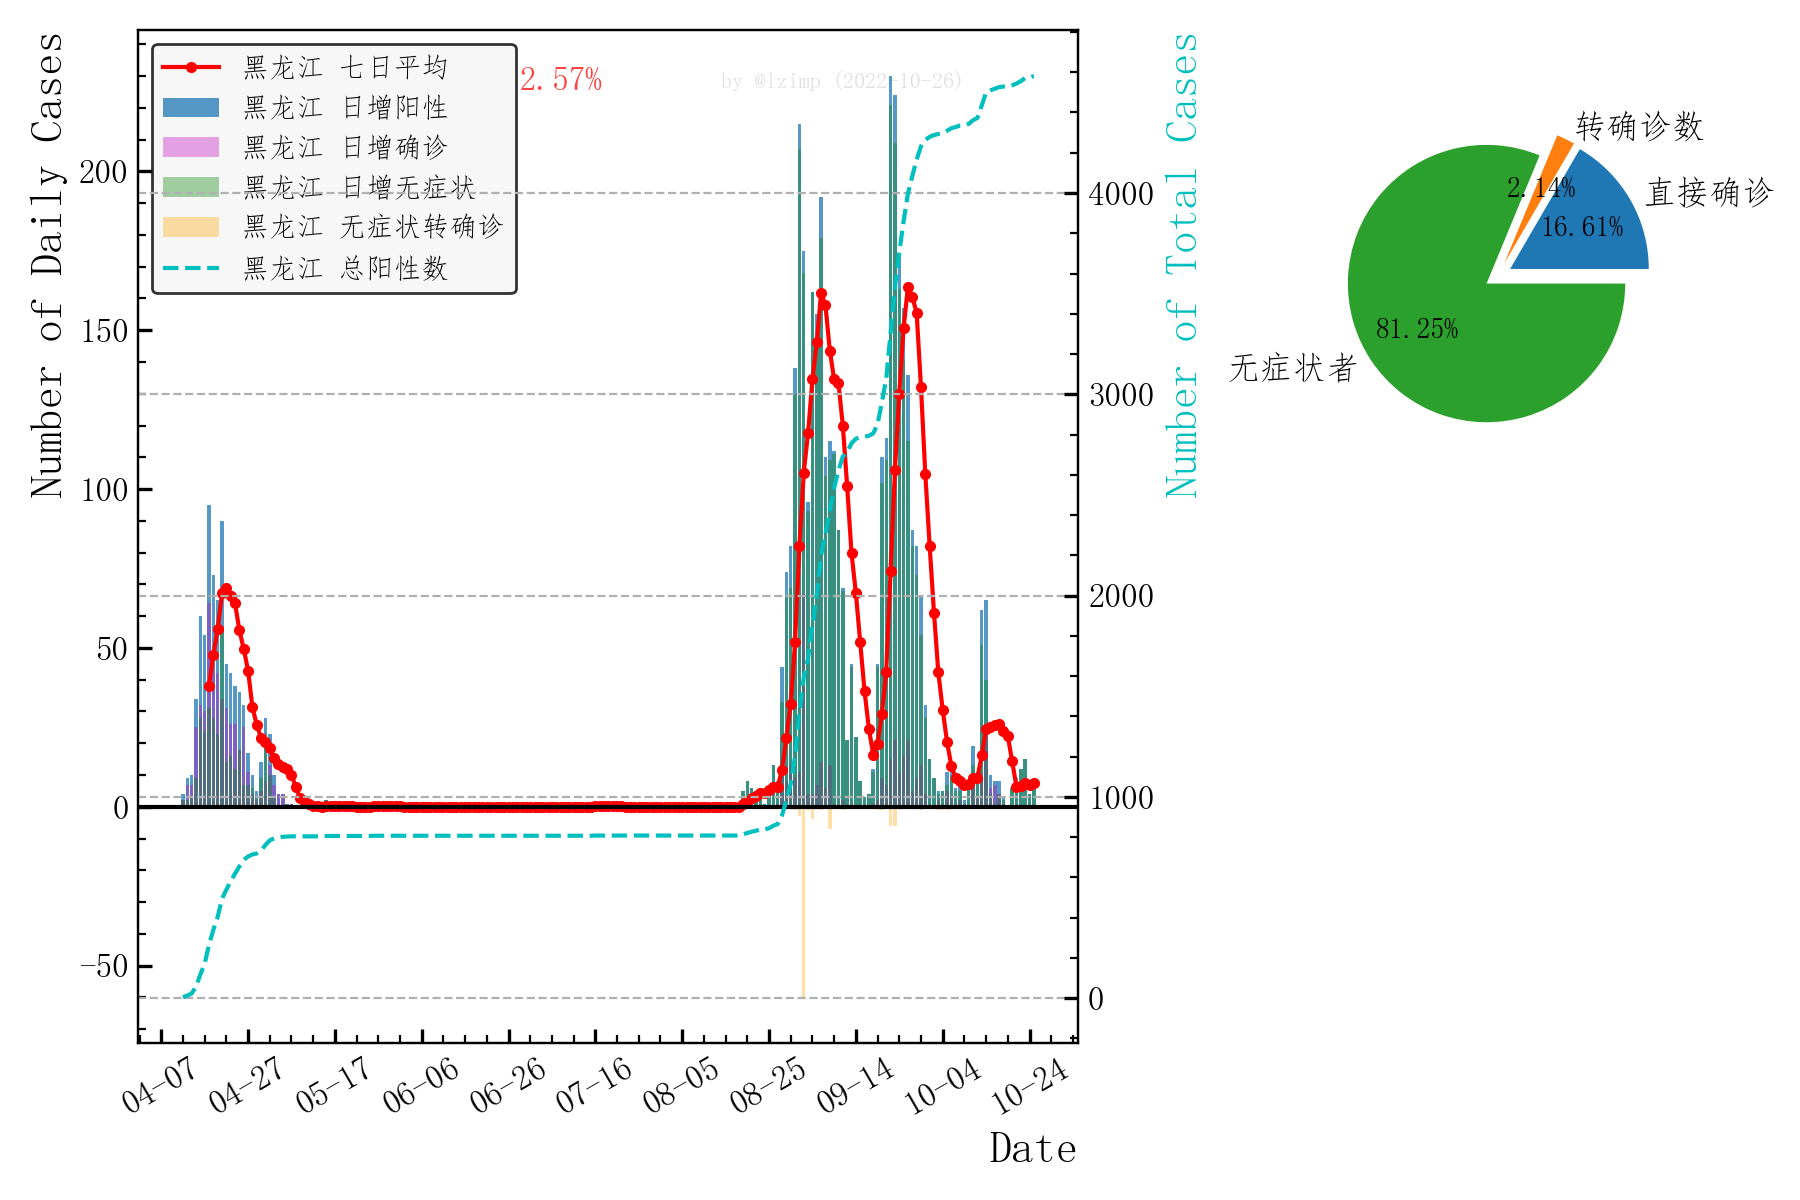 Number of Daily Cases
200
150
100
50
0
−50
黑龙江 七日平均
黑龙江 日增阳性
黑龙江 日增确诊
黑龙江 日增无症状
黑龙江 无症状转确诊
黑龙江 总阳性数
2.57%
by @lzimp (2022-10-26)
4000
3000
2000
1000
0
Number of Total Cases
04−07
04−27
05−17
06−06
06−26
07−16
08−05
08−25
09−14
10−04
10−24
Date
转确诊数
2.14%
直接确诊
16.61%
81.25%
无症状者